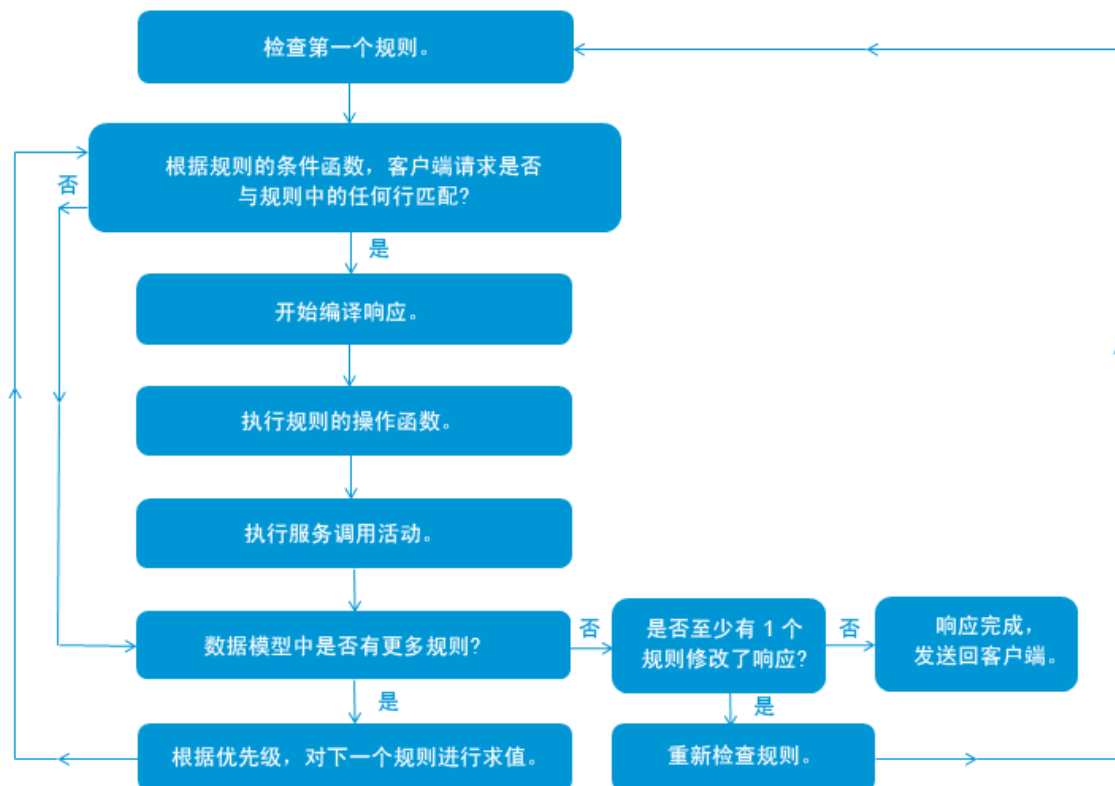 检查第一个规则。
根据规则的条件函数，客户端请求是否
与规则中的任何行匹配?
否
是
开始编译响应。
执行规则的操作函数。
执行服务调用活动。
数据模型中是否有更多规则?
否
是否至少有 1 个
规则修改了响应?
否
响应完成，
发送回客户端。
是
是
根据优先级，对下一个规则进行求值。
重新检查规则。